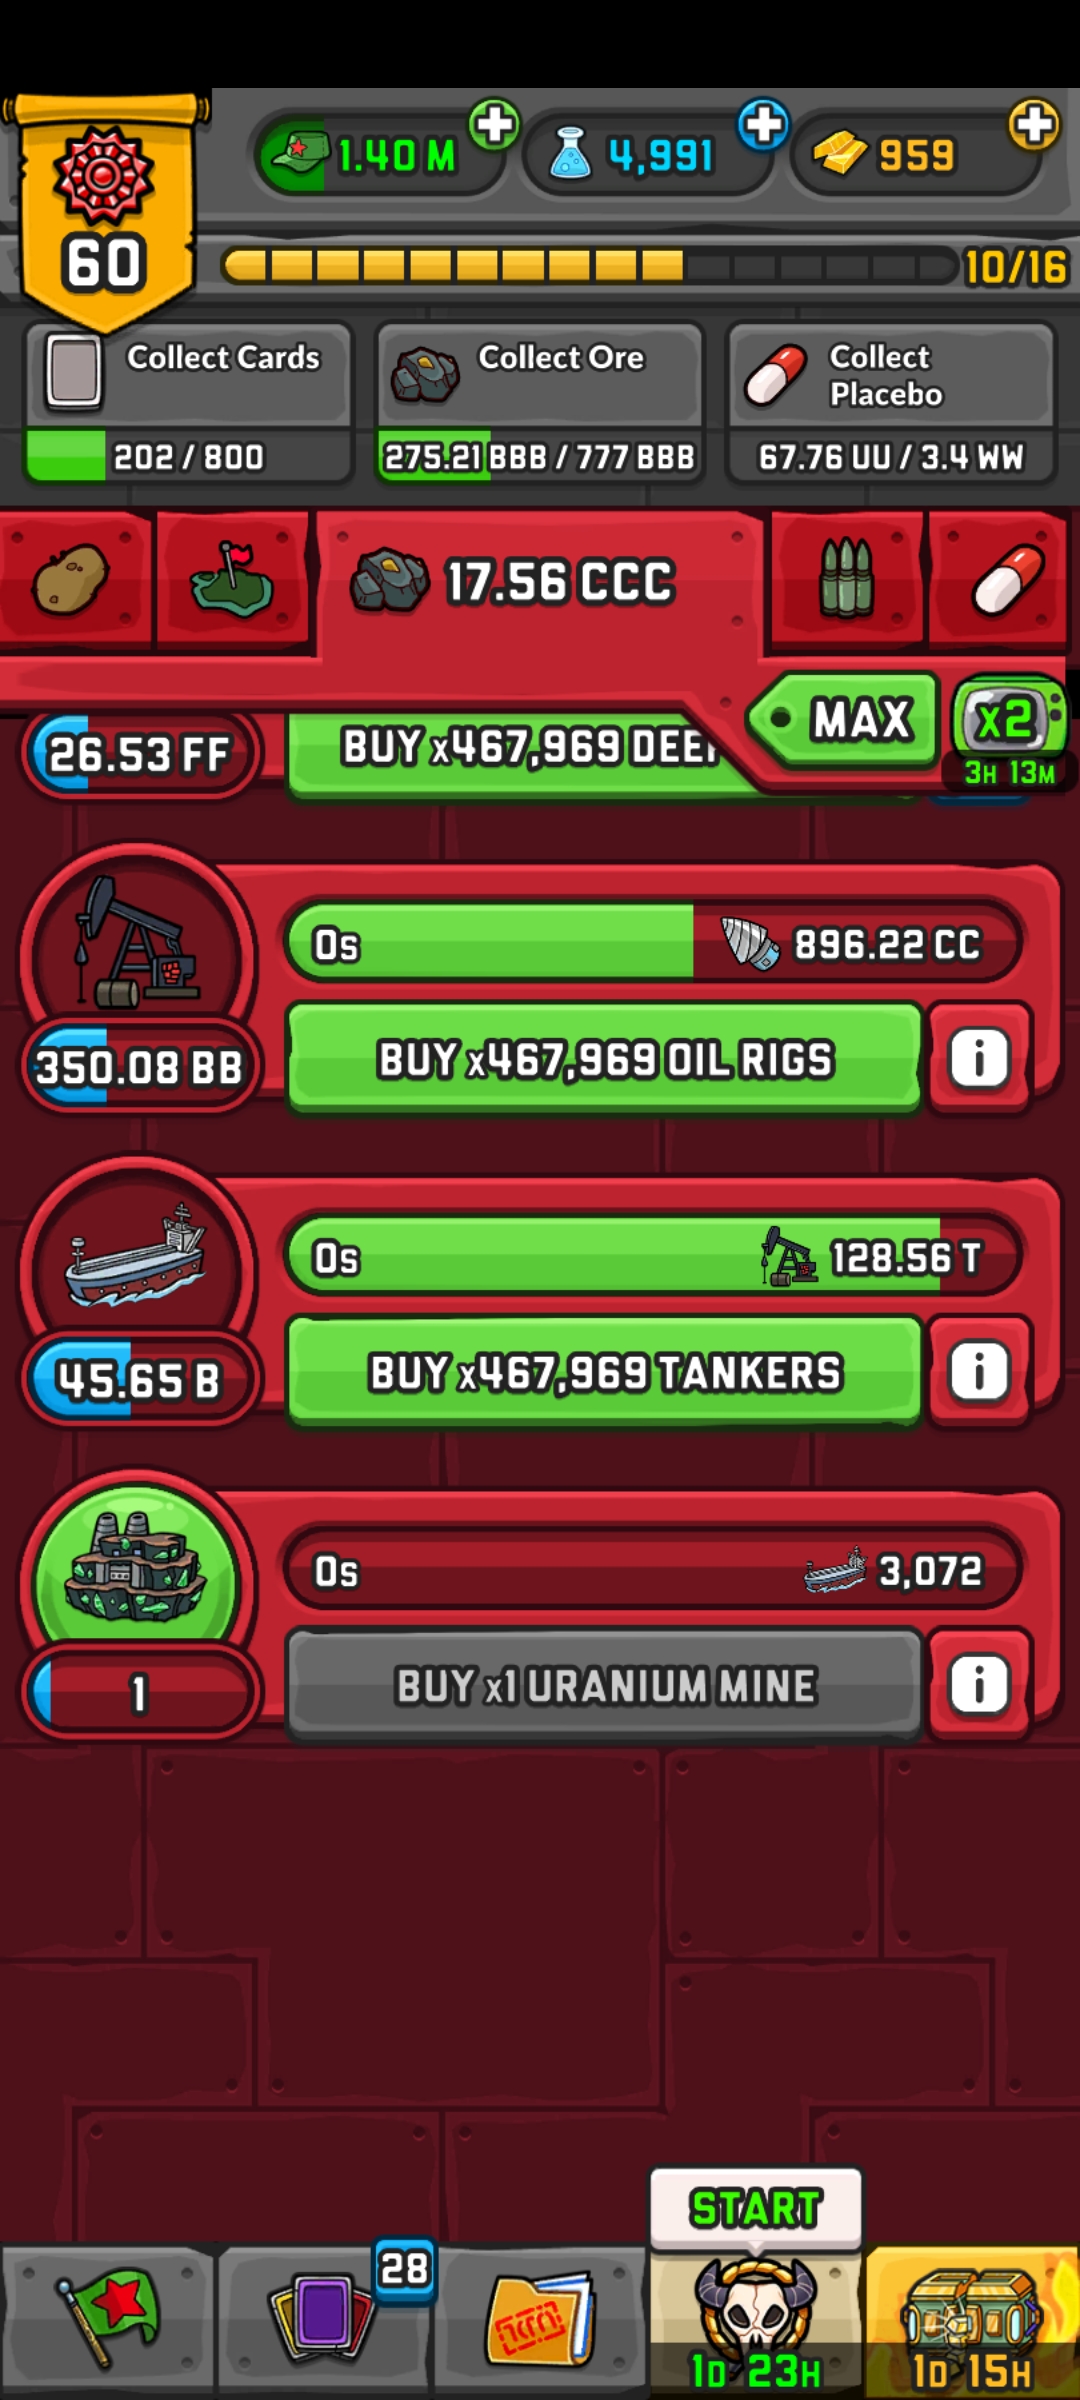 60
1.40 M
4,991
959
10/16
Collect Cards
202 / 800
Collect Ore
275.21 BBB / 777 BBB
Collect
Placebo
67.76 UU / 3.4 WW
17.56 CCC
MAX
x2
3H 13M
26.53 FF
BUY x467,969
0s
896.22 CC
350.08 BB
BUY x467,969 OIL RIGS
i
0s
128.56 T
45.65 B
BUY x467,969 TANKERS
i
0s
3,072
1
BUY x1 URANIUM MINE
i
START
28
1D 23H
1D 15H